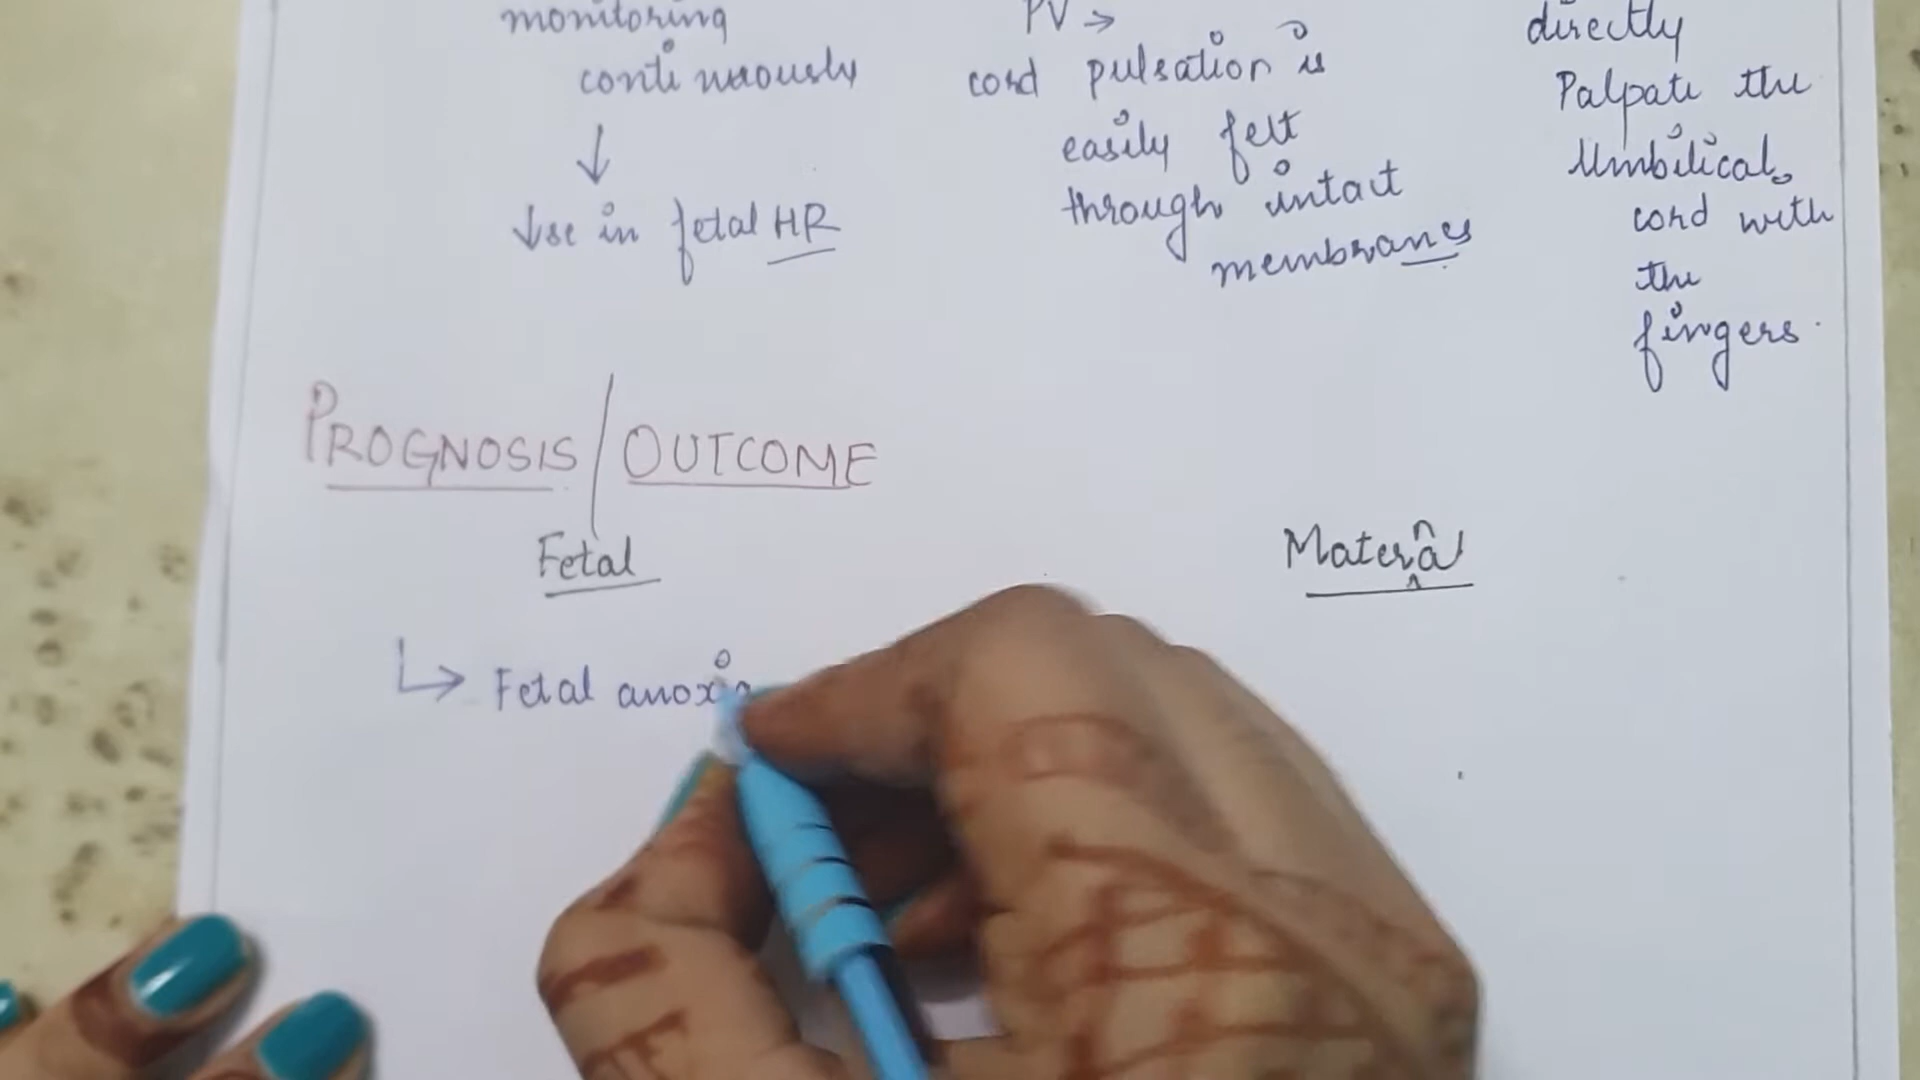 monitoring
continuously
↓
↓se in fetal HR
PV →
cord pulsation is
easily felt
through intact
membranes
directly
Palpate the
Umbilical
cord with
the
fingers.
PROGNOSIS / OUTCOME
Fetal
Maternal
↳ Fetal anoxia